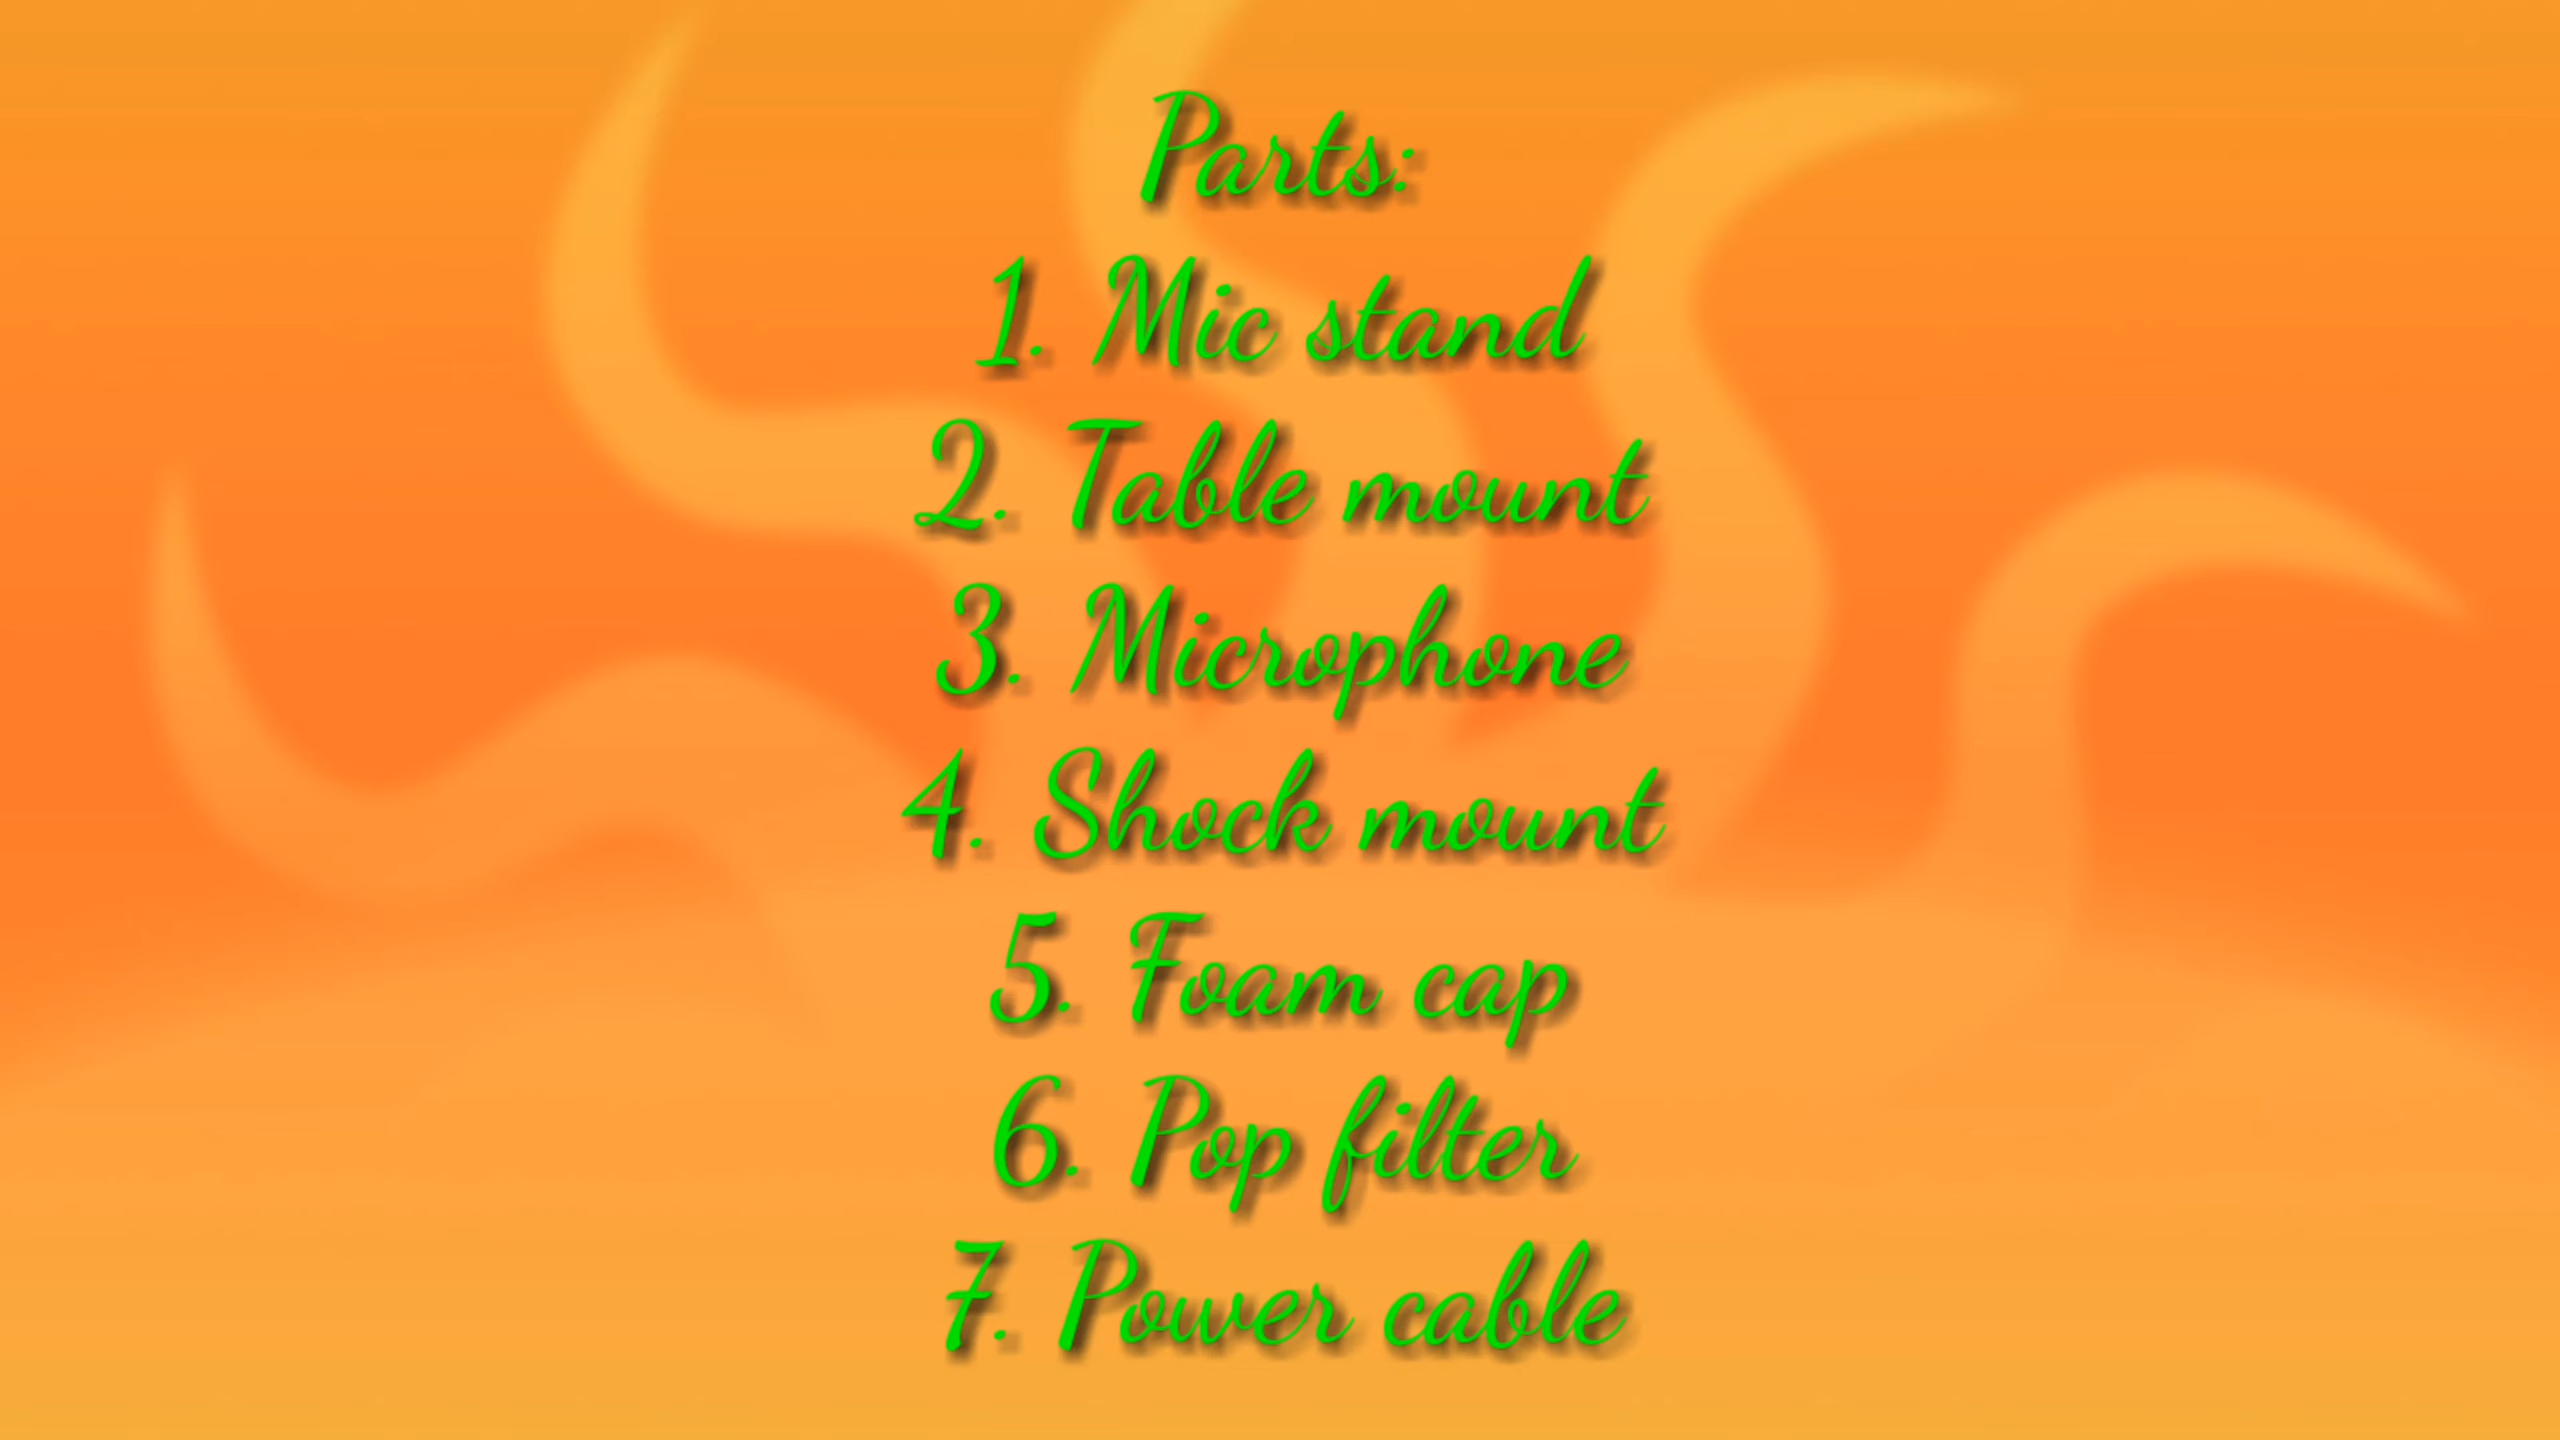 Parts:
1. Mic stand
2. Table mount
3. Microphone
4. Shock mount
5. Foam cap
6. Pop filter
7. Power cable